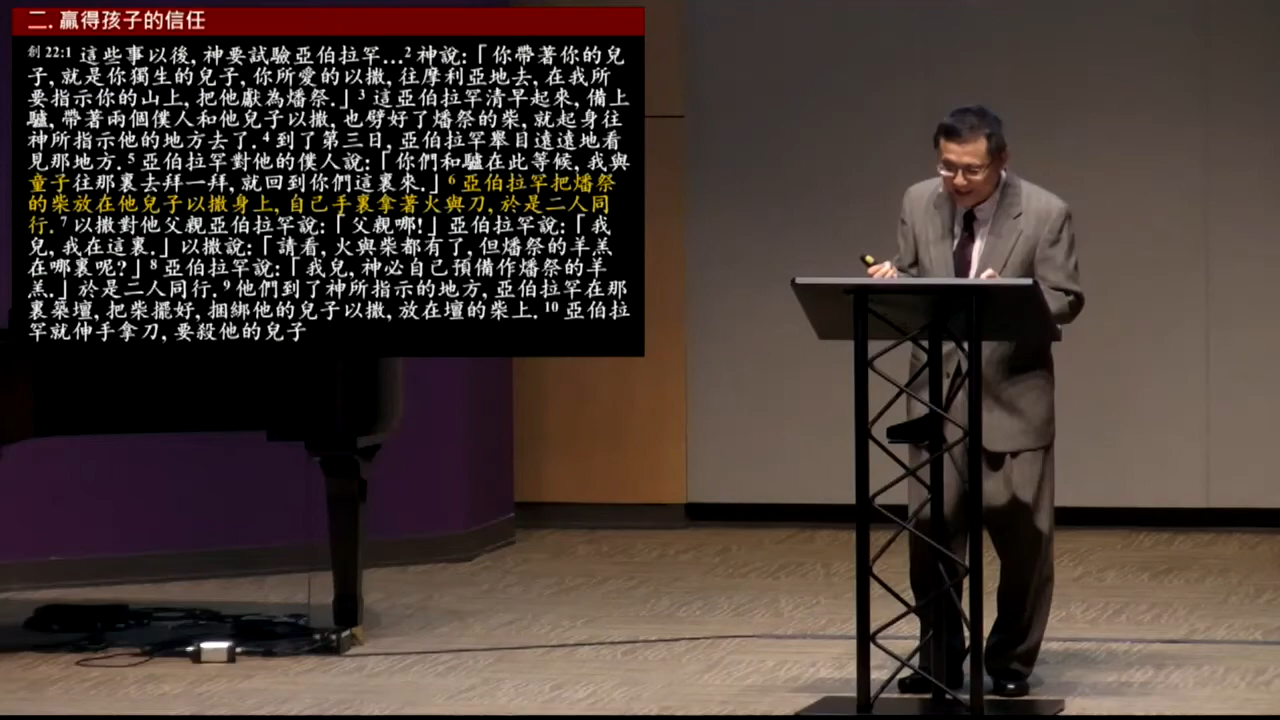 二. 贏得孩子的信任
創 22:1 這些事以後, 神要試驗亞伯拉罕…2 神說:「你帶著你的兒
子, 就是你獨生的兒子, 你所愛的以撒, 往摩利亞地去, 在我所
要指示你的山上, 把他獻為燔祭.」3 這亞伯拉罕清早起來, 備上
驢, 帶著兩個僕人和他兒子以撒, 也劈好了燔祭的柴, 就起身往
神所指示他的地方去了. 4 到了第三日, 亞伯拉罕舉目遠遠地看
見那地方. 5 亞伯拉罕對他的僕人說:「你們和驢在此等候, 我與
童子往那裏去拜一拜, 就回到你們這裏來.」6 亞伯拉罕把燔祭
的柴放在他兒子以撒身上, 自己手裏拿著火與刀, 於是二人同
行. 7 以撒對他父親亞伯拉罕說:「父親哪!」亞伯拉罕說:「我
兒, 我在這裏.」以撒說:「請看, 火與柴都有了, 但燔祭的羊羔
在哪裏呢?」8 亞伯拉罕說:「我兒, 神必自己預備作燔祭的羊
羔.」於是二人同行. 9 他們到了神所指示的地方, 亞伯拉罕在那
裏築壇, 把柴擺好, 捆綁他的兒子以撒, 放在壇的柴上. 10 亞伯拉
罕就伸手拿刀, 要殺他的兒子